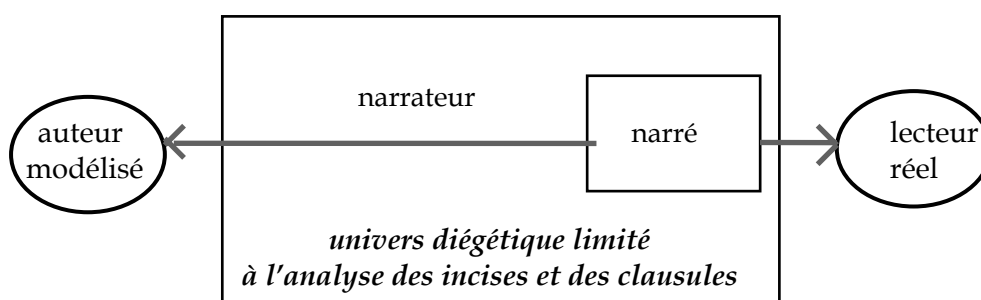 narrateur
auteur
modélisé
narré
lecteur
réel
univers diégétique limité
à l'analyse des incises et des clausules